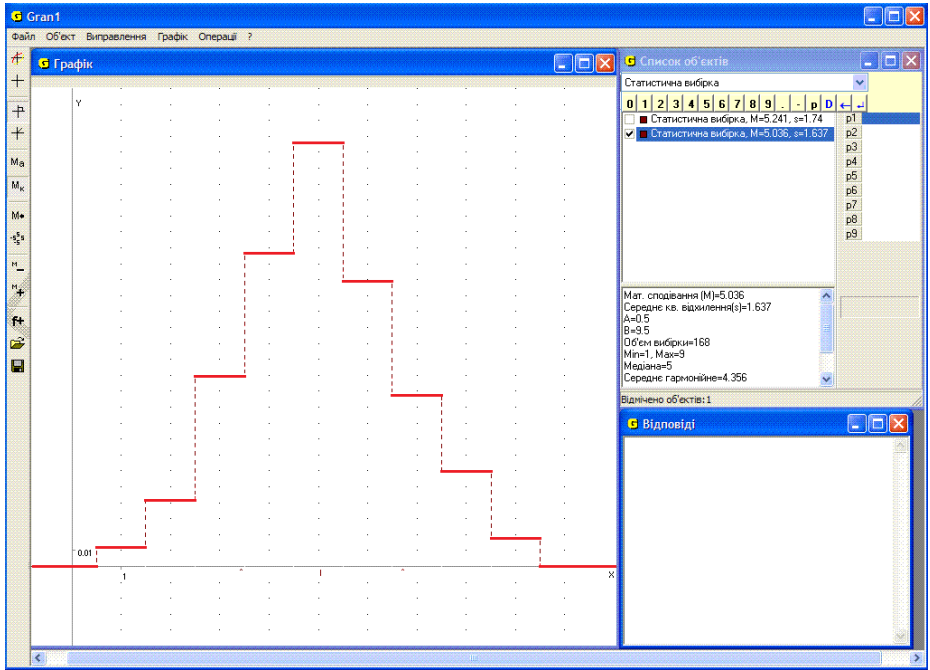 Gran1
Файл Об'єкт Виправлення Графік Операції ?
Графік
Y
0.01
1
X
Список об'єктів
Статистична вибірка
0 1 2 3 4 5 6 7 8 9 . - p D ← ↵
Статистична вибірка, M=5.241, s=1.74
Статистична вибірка, M=5.036, s=1.637
p1
p2
p3
p4
p5
p6
p7
p8
p9
Мат. сподівання (M)=5.036
Середнє кв. відхилення(s)=1.637
A=0.5
B=9.5
Об'єм вибірки=168
Min=1, Max=9
Медіана=5
Середнє гармонійне=4.356
Відмічено об'єктів:1
Відповіді
Ma
Mк
M
M
M
f+